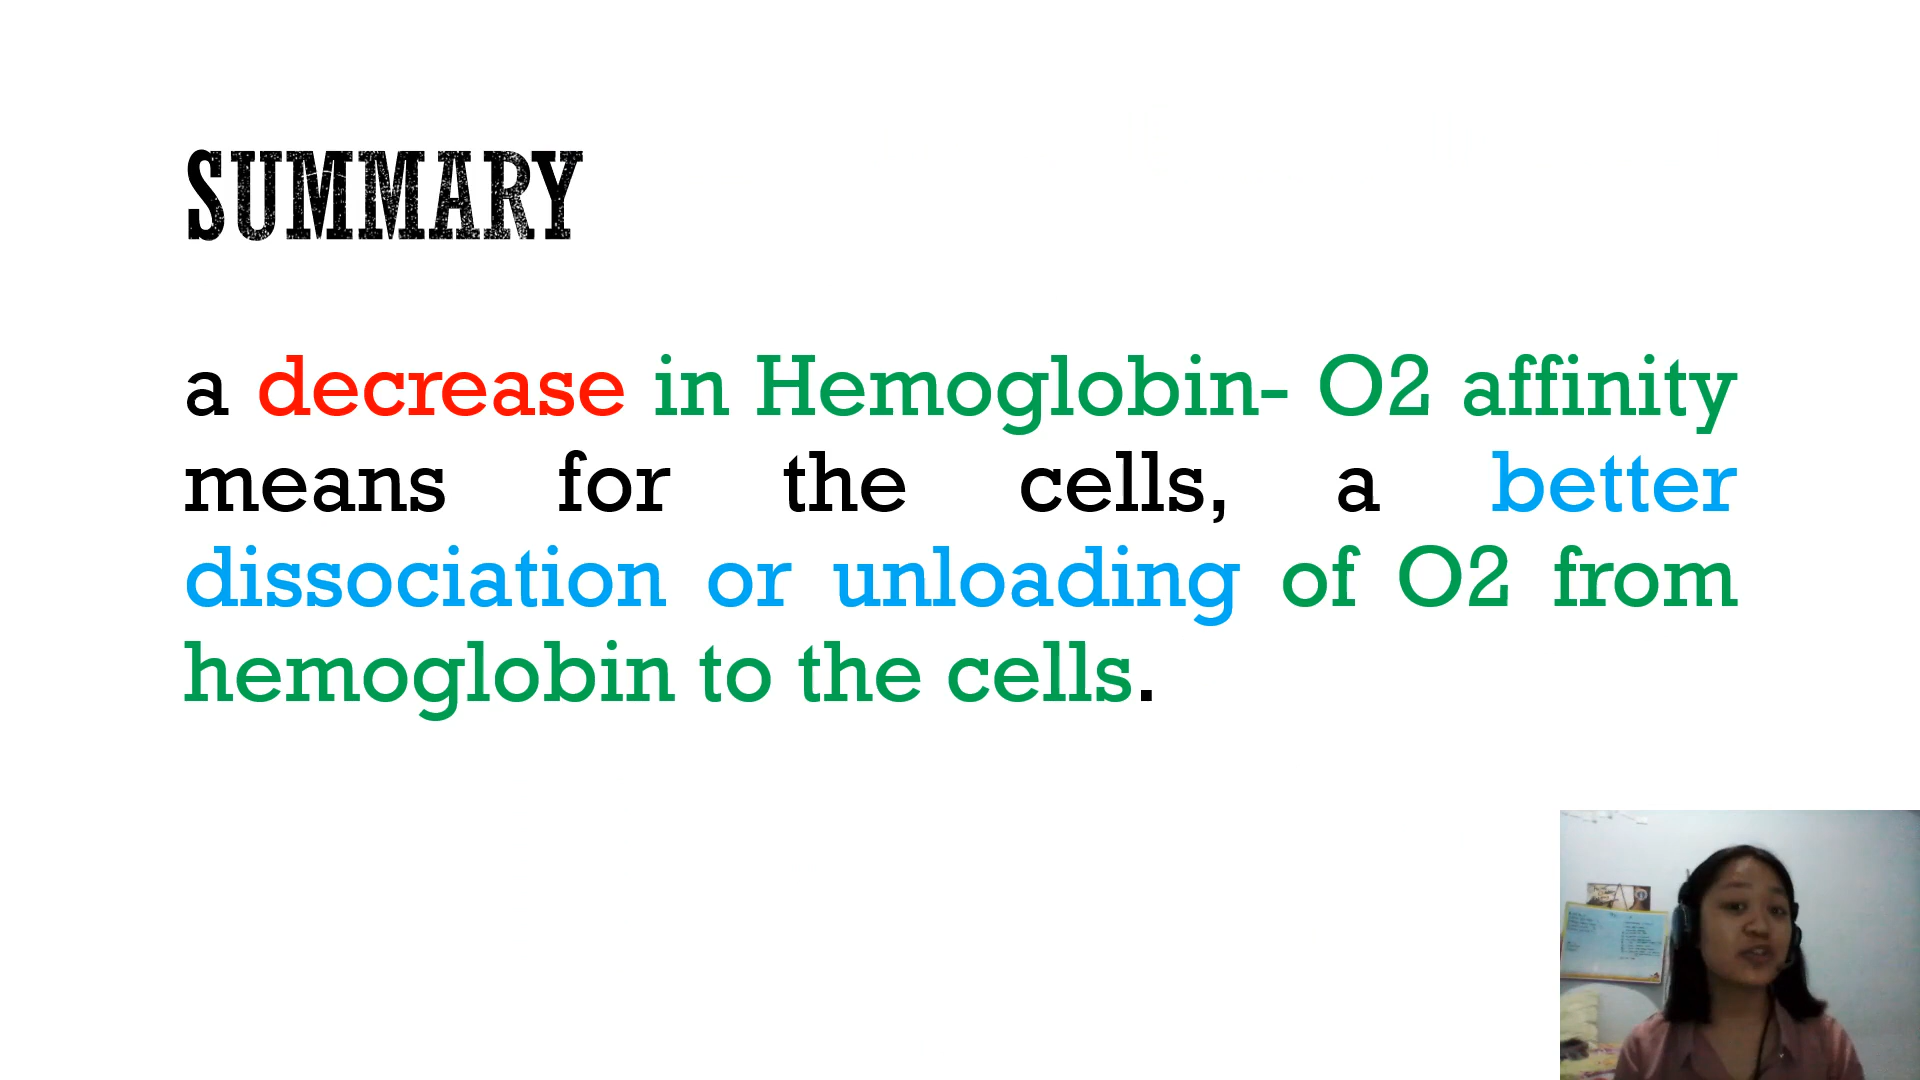 SUMMARY
a decrease in Hemoglobin- O2 affinity
means for the cells, a better
dissociation or unloading of O2 from
hemoglobin to the cells.